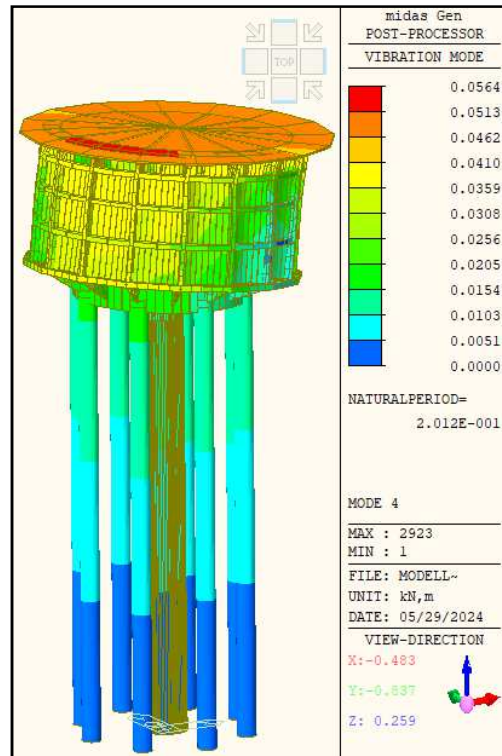 midas Gen
POST-PROCESSOR
VIBRATION MODE
TOP
0.0564
0.0513
0.0462
0.0410
0.0359
0.0308
0.0256
0.0205
0.0154
0.0103
0.0051
0.0000
NATURALPERIOD=
2.012E-001
MODE 4
MAX : 2923
MIN : 1
FILE: MODELL~
UNIT: kN,m
DATE: 05/29/2024
VIEW-DIRECTION
X:-0.483
Y:-0.837
Z: 0.259